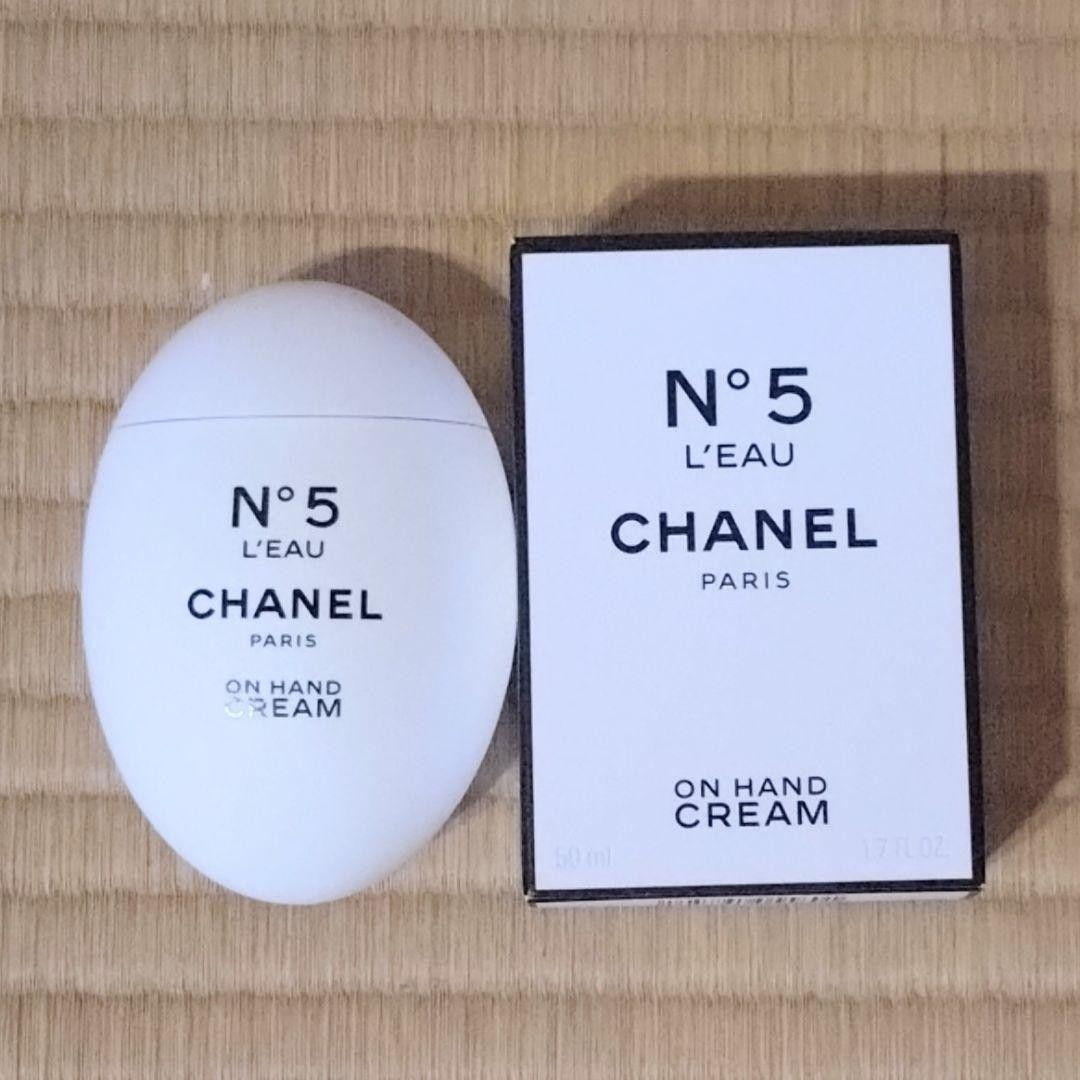 N°5
L'EAU
CHANEL
PARIS
ON HAND
CREAM
N°5
L'EAU
CHANEL
PARIS
ON HAND
CREAM
50 ml
1.7 FL. OZ.